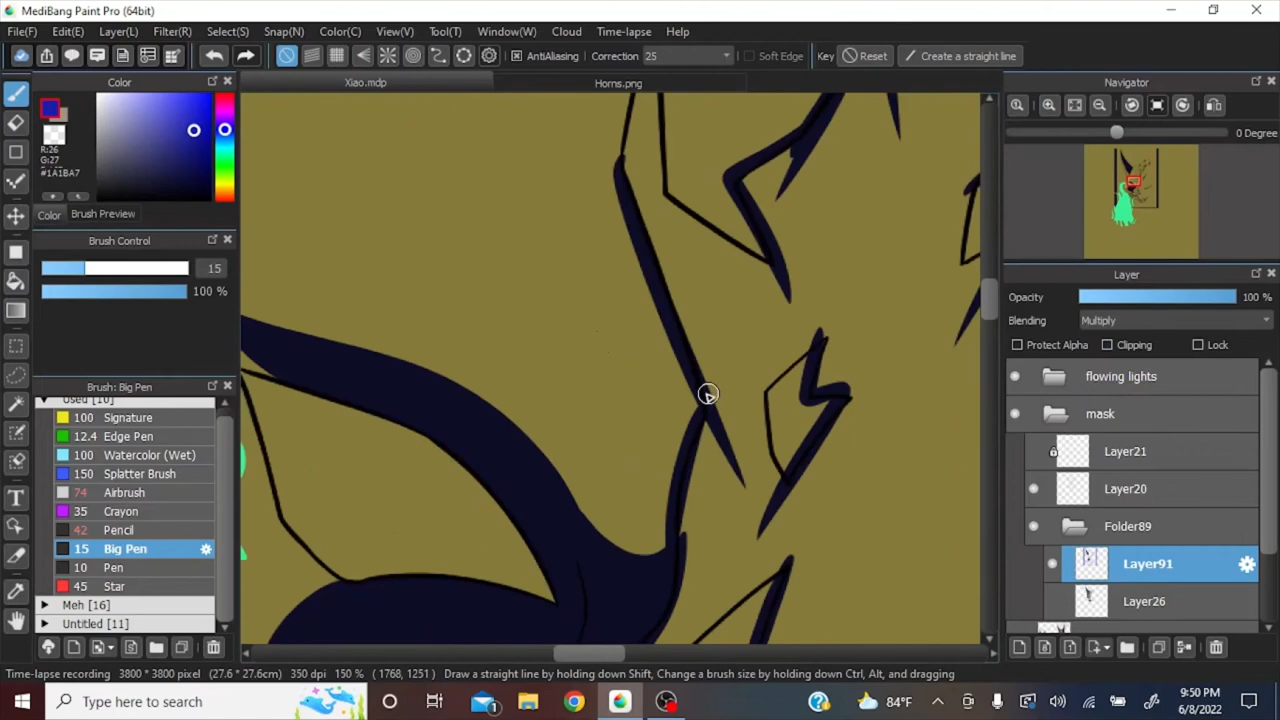 MediBang Paint Pro (64bit)
File(F) Edit(E) Layer(L) Filter(R) Select(S) Snap(N) Color(C) View(V) Tool(T) Window(W) Cloud Time-lapse Help
AntiAliasing Correction 25 Soft Edge Key Reset Create a straight line
Color
Xiao.mdp
Horns.png
Navigator
R:26
G:27
#1A1BA7
0 Degree
Color Brush Preview
Brush Control
15
100 %
Layer
Opacity 100 %
Blending Multiply
Protect Alpha Clipping Lock
flowing lights
mask
Layer21
Layer20
Folder89
Layer91
Layer26
Brush: Big Pen
Used [10]
100 Signature
12.4 Edge Pen
100 Watercolor (Wet)
150 Splatter Brush
74 Airbrush
35 Crayon
42 Pencil
15 Big Pen
10 Pen
45 Star
Meh [16]
Untitled [11]
Time-lapse recording 3800 * 3800 pixel (27.6 * 27.6cm) 350 dpi 150 % ( 1768, 1251 ) Draw a straight line by holding down Shift, Change a brush size by holding down Ctrl, Alt, and dragging
Type here to search
1
84°F
9:50 PM
6/8/2022